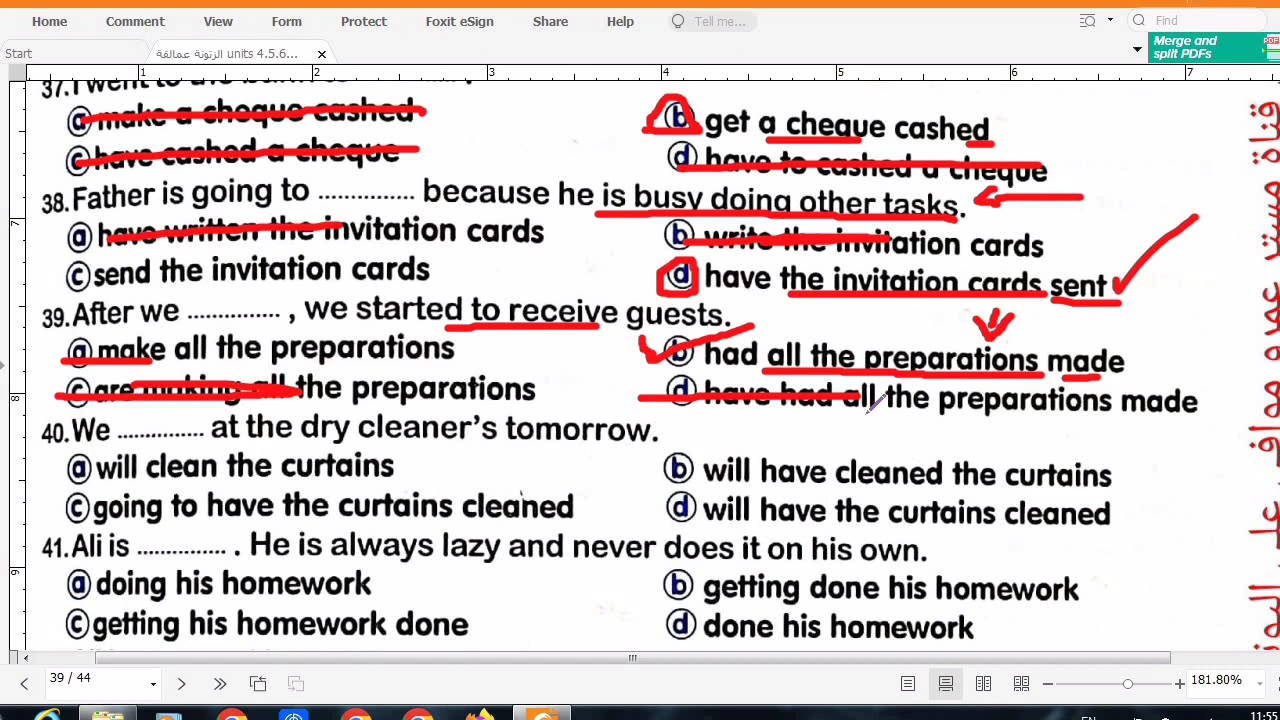 Home Comment View Form Protect Foxit eSign Share Help Tell me... Find
Start الزتونة عمالقة units 4.5.6... × Merge and
split PDFs
1 2 3 4 5 6 7
37.I went to the
ⓐ make a cheque cashed ⓑ get a cheque cashed
ⓒ have cashed a cheque ⓓ have to cashed a cheque
38.Father is going to .............. because he is busy doing other tasks.
ⓐ have written the invitation cards ⓑ write the invitation cards
ⓒ send the invitation cards ⓓ have the invitation cards sent
39.After we .............. , we started to receive guests.
ⓐ make all the preparations ⓑ had all the preparations made
ⓒ are making all the preparations ⓓ have had all the preparations made
40.We .............. at the dry cleaner's tomorrow.
ⓐ will clean the curtains ⓑ will have cleaned the curtains
ⓒ going to have the curtains cleaned ⓓ will have the curtains cleaned
41.Ali is .............. . He is always lazy and never does it on his own.
ⓐ doing his homework ⓑ getting done his homework
ⓒ getting his homework done ⓓ done his homework
39 / 44 181.80%
EN 11:55